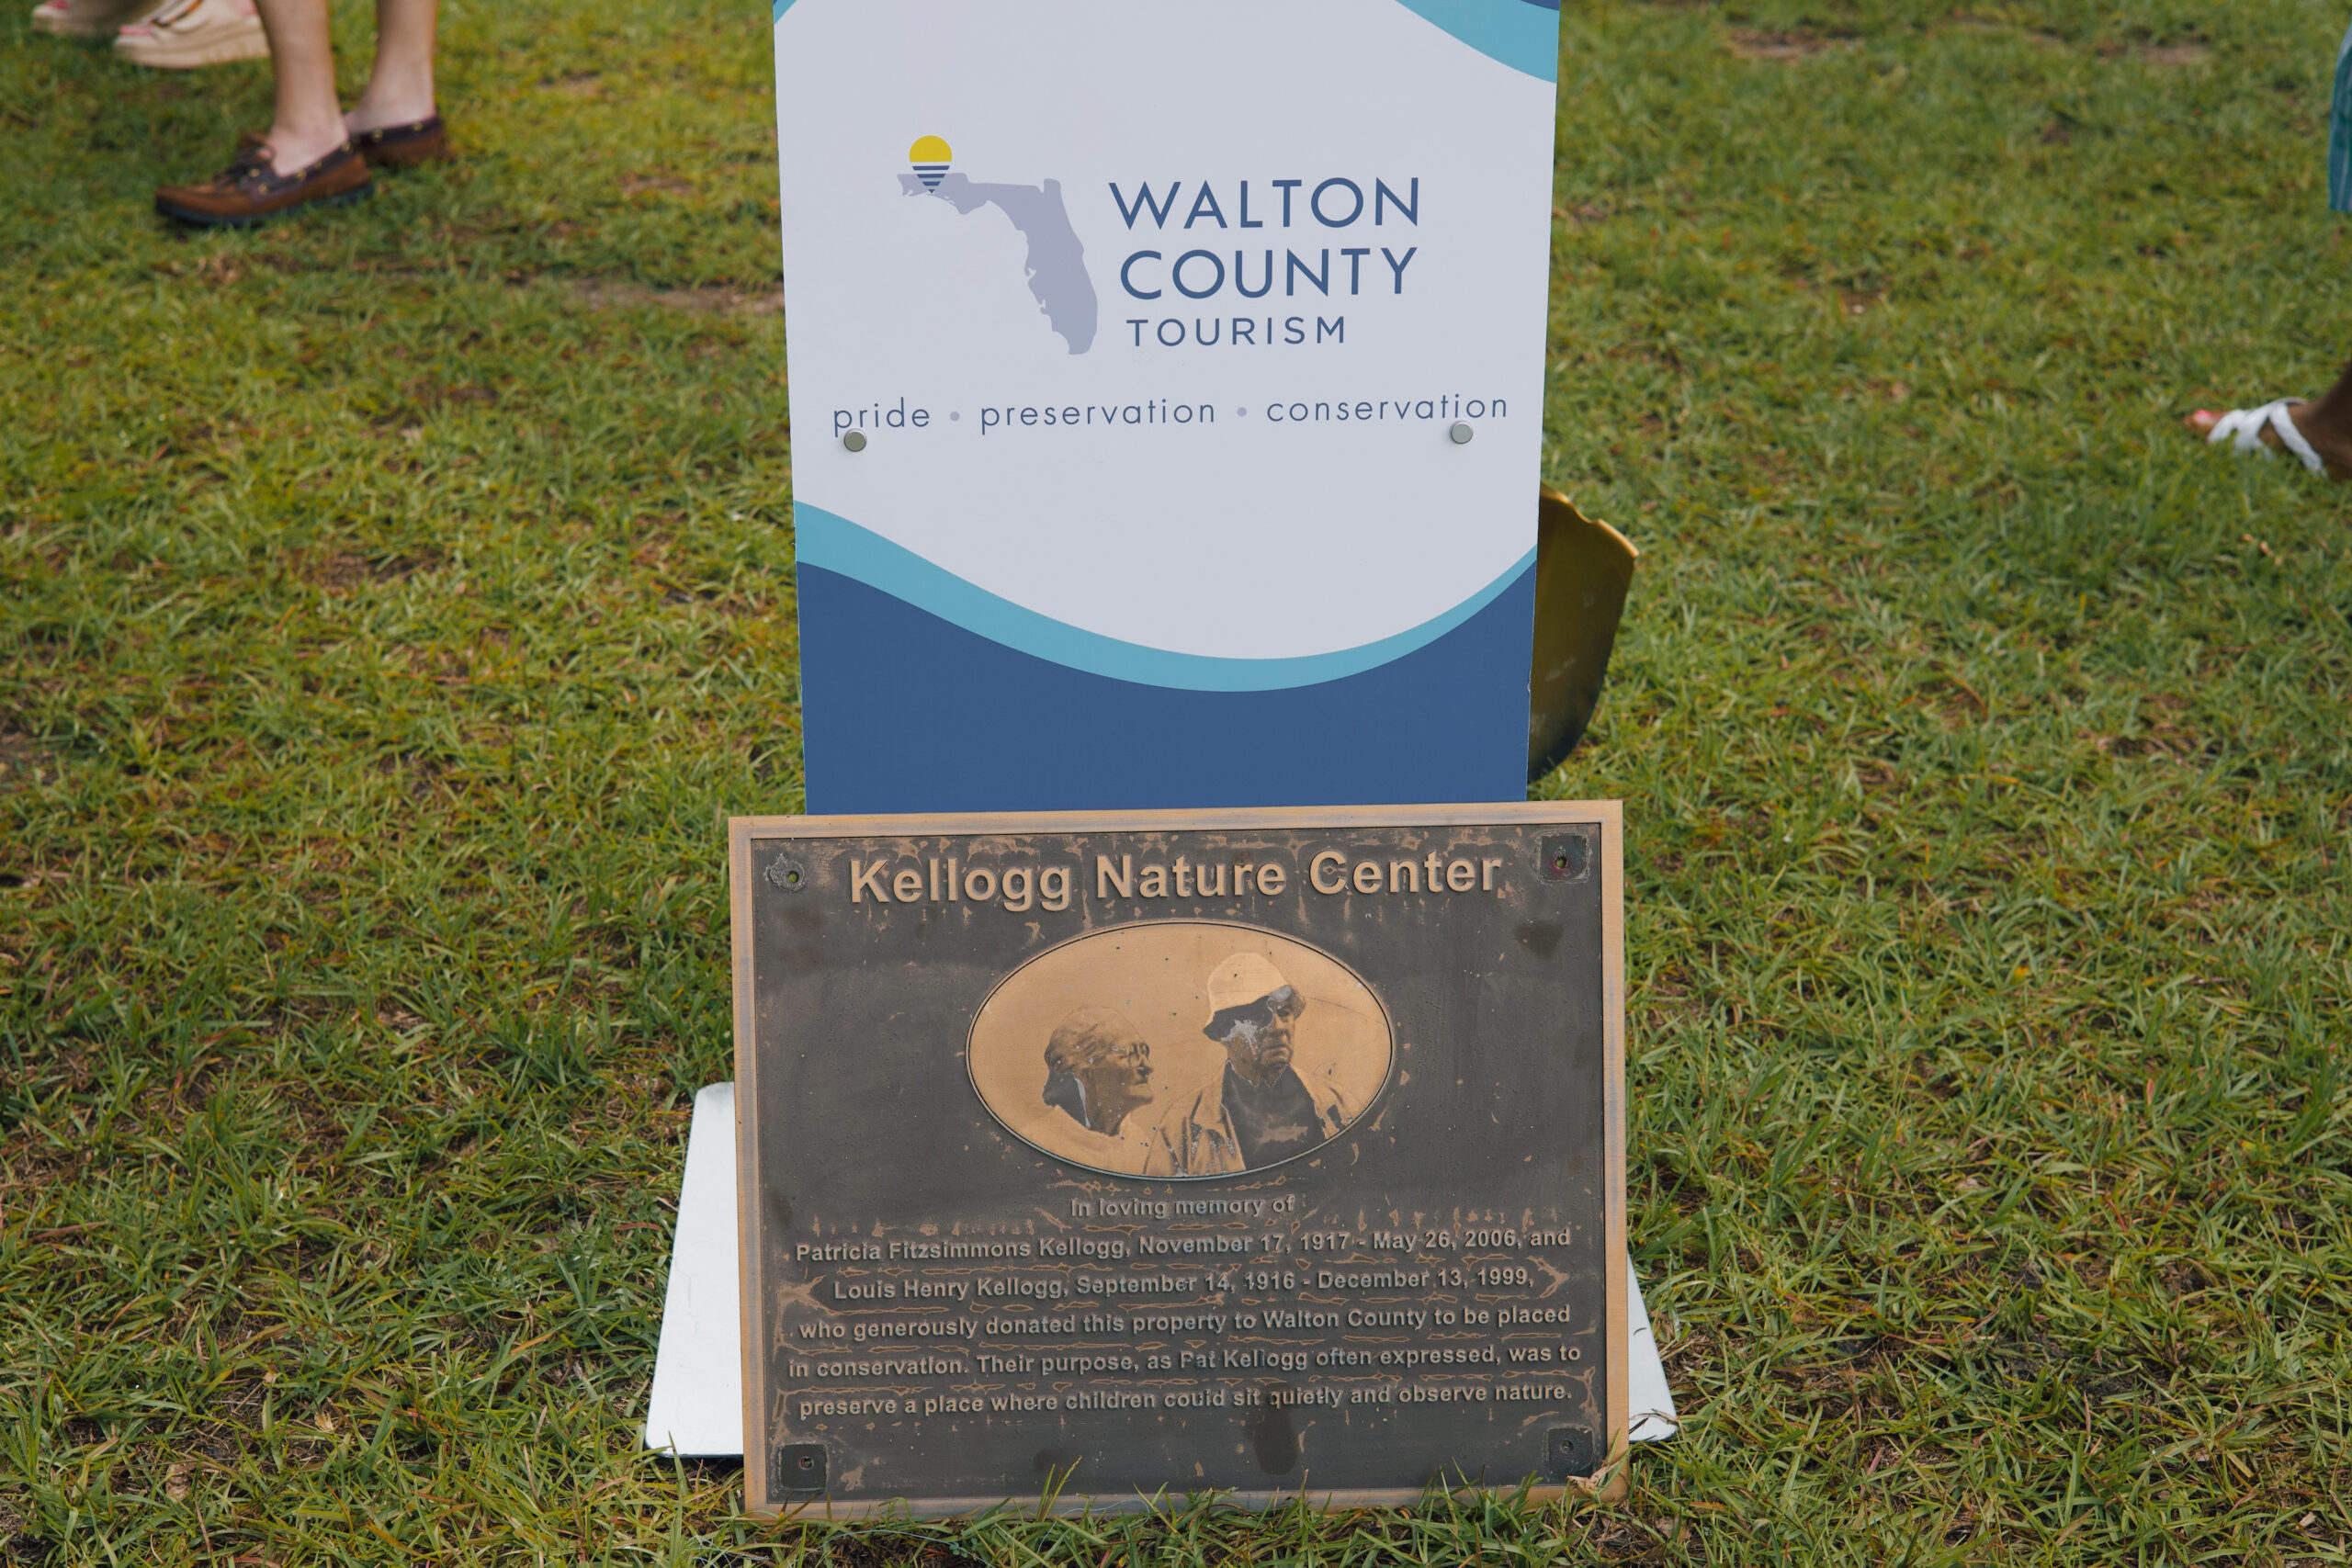 WALTON
COUNTY
TOURISM
pride • preservation • conservation
Kellogg Nature Center
In loving memory of
Patricia Fitzsimmons Kellogg, November 17, 1917 - May 26, 2006, and
Louis Henry Kellogg, September 14, 1916 - December 13, 1999,
who generously donated this property to Walton County to be placed
in conservation. Their purpose, as Pat Kellogg often expressed, was to
preserve a place where children could sit quietly and observe nature.